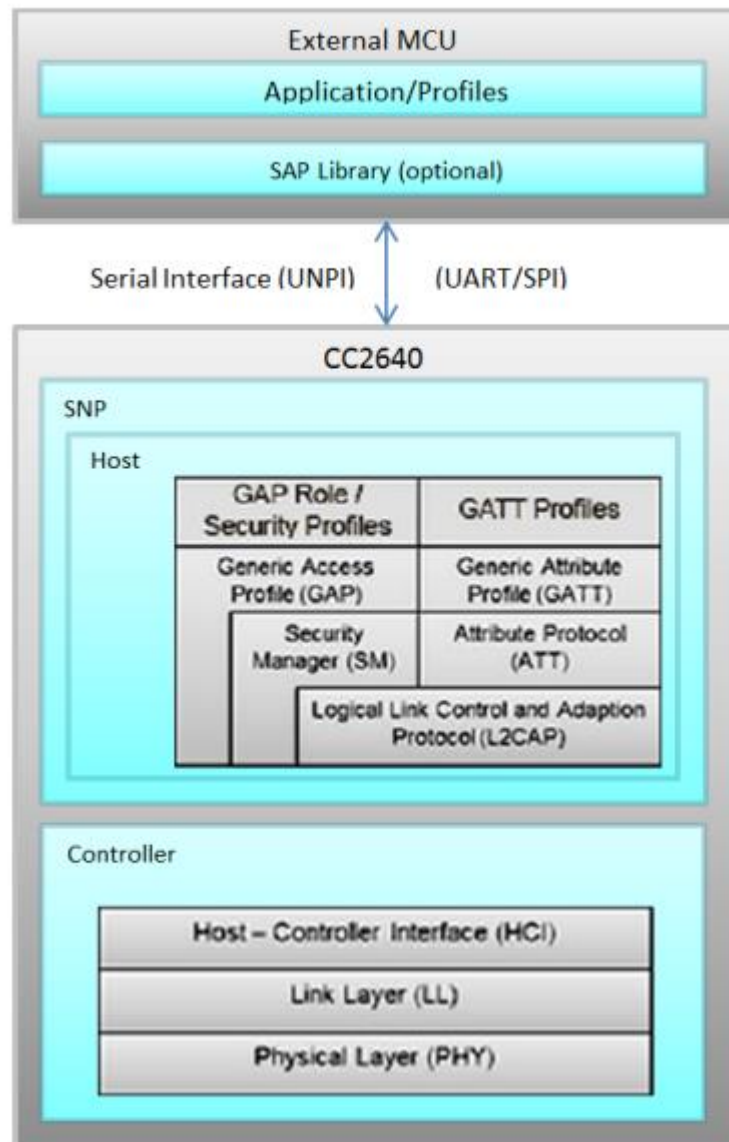 External MCU
Application/Profiles
SAP Library (optional)
Serial Interface (UNPI) (UART/SPI)
CC2640
SNP
Host
GAP Role /
Security Profiles
GATT Profiles
Generic Access
Profile (GAP)
Generic Attribute
Profile (GATT)
Security
Manager (SM)
Attribute Protocol
(ATT)
Logical Link Control and Adaption
Protocol (L2CAP)
Controller
Host – Controller Interface (HCI)
Link Layer (LL)
Physical Layer (PHY)